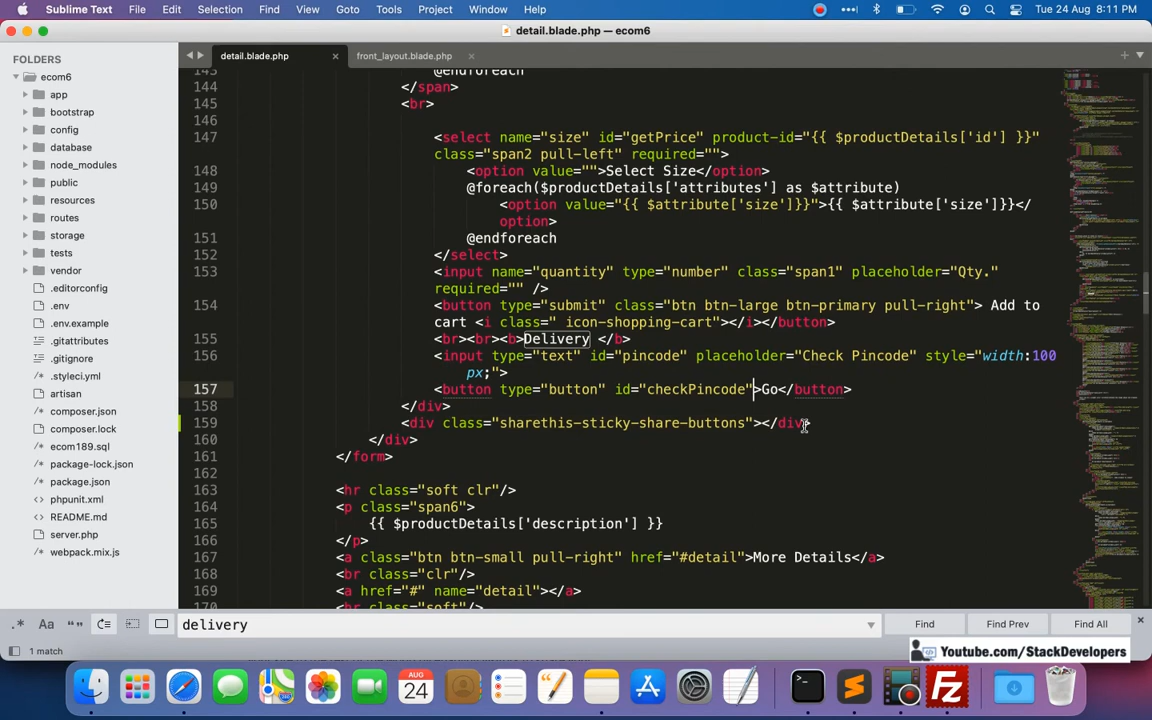 Sublime Text File Edit Selection Find View Goto Tools Project Window Help Tue 24 Aug 8:11 PM
detail.blade.php — ecom6
FOLDERS
ecom6
app
bootstrap
config
database
node_modules
public
resources
routes
storage
tests
vendor
.editorconfig
.env
.env.example
.gitattributes
.gitignore
.styleci.yml
artisan
composer.json
composer.lock
ecom189.sql
package-lock.json
package.json
phpunit.xml
README.md
server.php
webpack.mix.js
detail.blade.php × front_layout.blade.php ×
143 @endforeach
144 </span>
145 <br>
146
147 <select name="size" id="getPrice" product-id="{{ $productDetails['id'] }}"
class="span2 pull-left" required="">
148 <option value="">Select Size</option>
149 @foreach($productDetails['attributes'] as $attribute)
150 <option value="{{ $attribute['size']}}">{{ $attribute['size']}}</
option>
151 @endforeach
152 </select>
153 <input name="quantity" type="number" class="span1" placeholder="Qty."
required="" />
154 <button type="submit" class="btn btn-large btn-primary pull-right"> Add to
cart <i class=" icon-shopping-cart"></i></button>
155 <br><br><b>Delivery </b>
156 <input type="text" id="pincode" placeholder="Check Pincode" style="width:100
px;">
157 <button type="button" id="checkPincode">Go</button>
158 </div>
159 <div class="sharethis-sticky-share-buttons"></div>
160 </div>
161 </form>
162
163 <hr class="soft clr"/>
164 <p class="span6">
165 {{ $productDetails['description'] }}
166 </p>
167 <a class="btn btn-small pull-right" href="#detail">More Details</a>
168 <br class="clr"/>
169 <a href="#" name="detail"></a>
170 <hr class="soft"/>
.* Aa “” delivery Find Find Prev Find All
1 match
Youtube.com/StackDevelopers
AUG
24